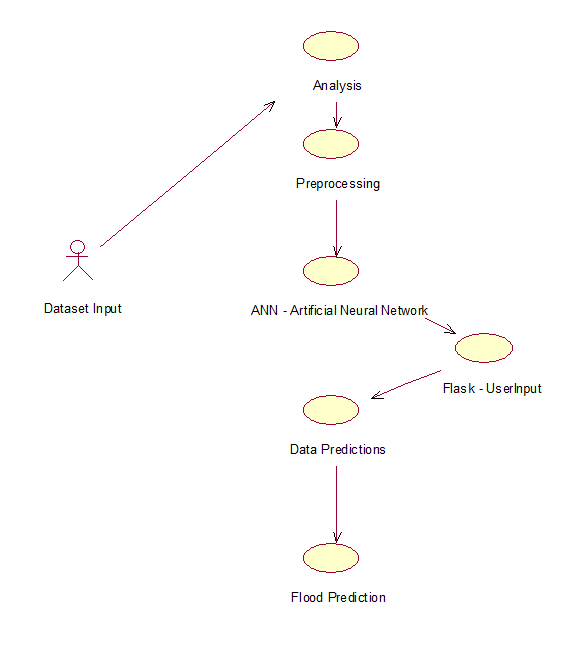 Analysis
Preprocessing
Dataset Input
ANN - Artificial Neural Network
Flask - UserInput
Data Predictions
Flood Prediction